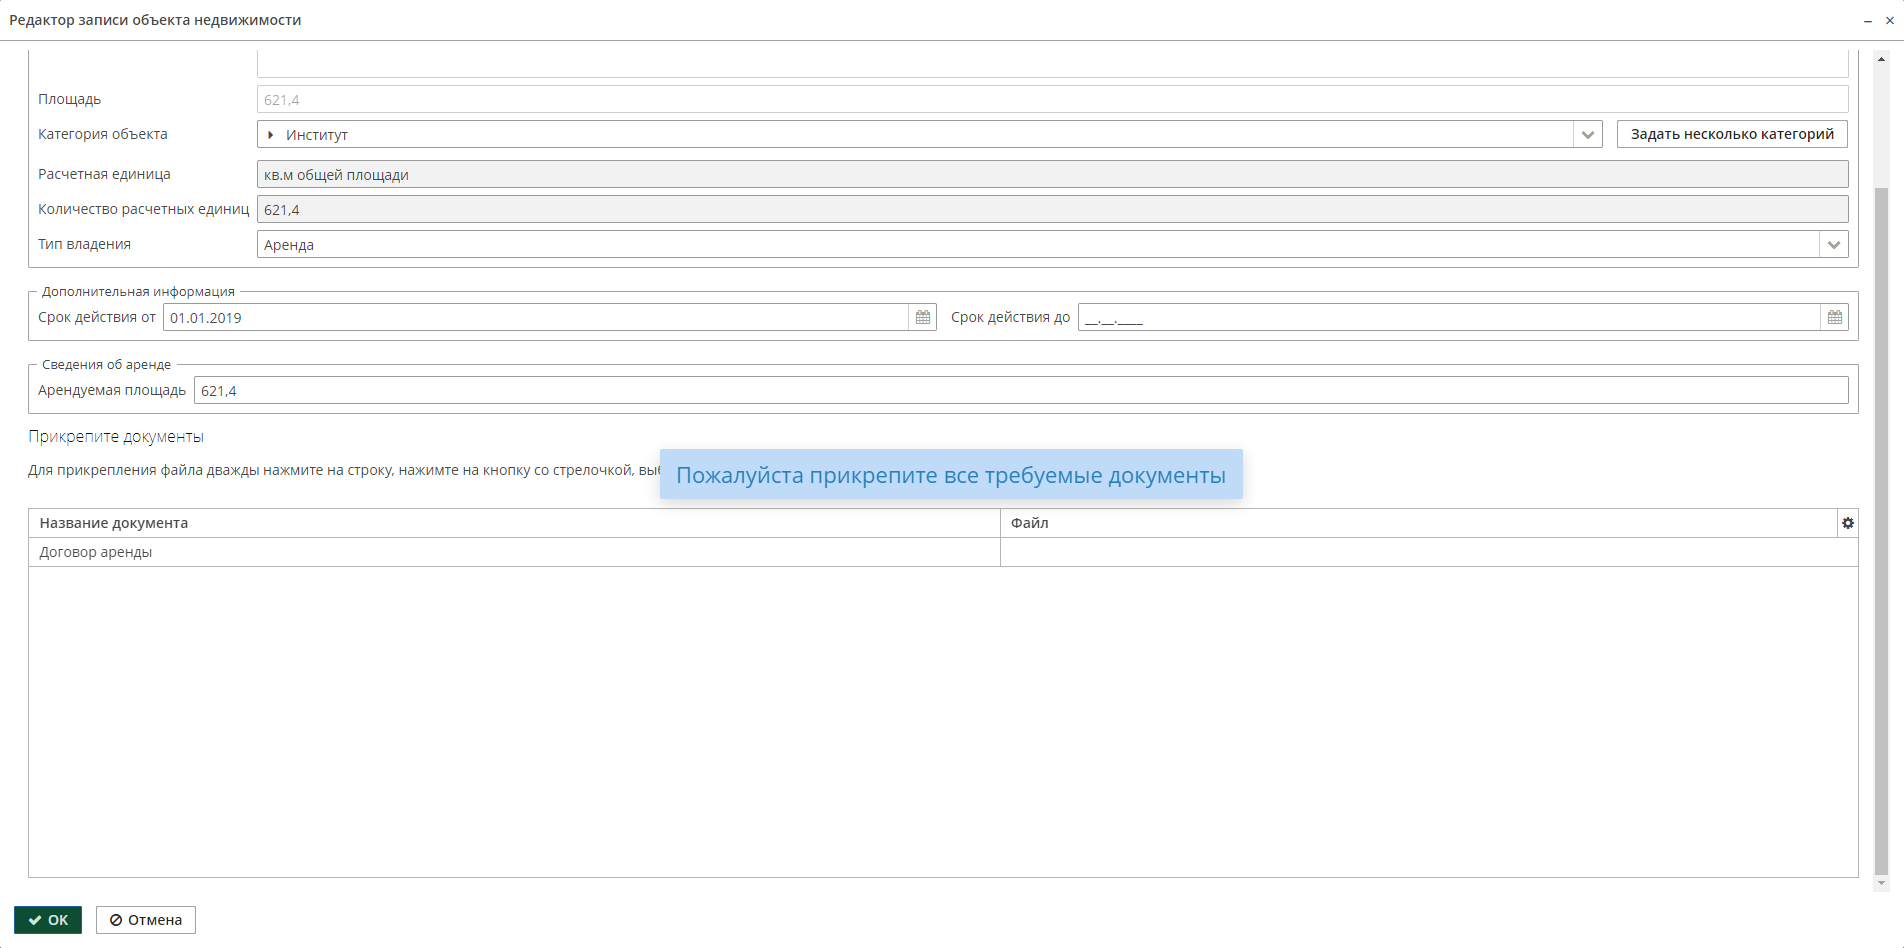 Редактор записи объекта недвижимости
Площадь 621,4
Категория объекта Институт Задать несколько категорий
Расчетная единица кв.м общей площади
Количество расчетных единиц 621,4
Тип владения Аренда
Дополнительная информация
Срок действия от 01.01.2019 Срок действия до __.__.____
Сведения об аренде
Арендуемая площадь 621,4
Прикрепите документы
Для прикрепления файла дважды нажмите на строку, нажмите на кнопку со стрелочкой,
Пожалуйста прикрепите все требуемые документы
Название документа Файл
Договор аренды
OK Отмена